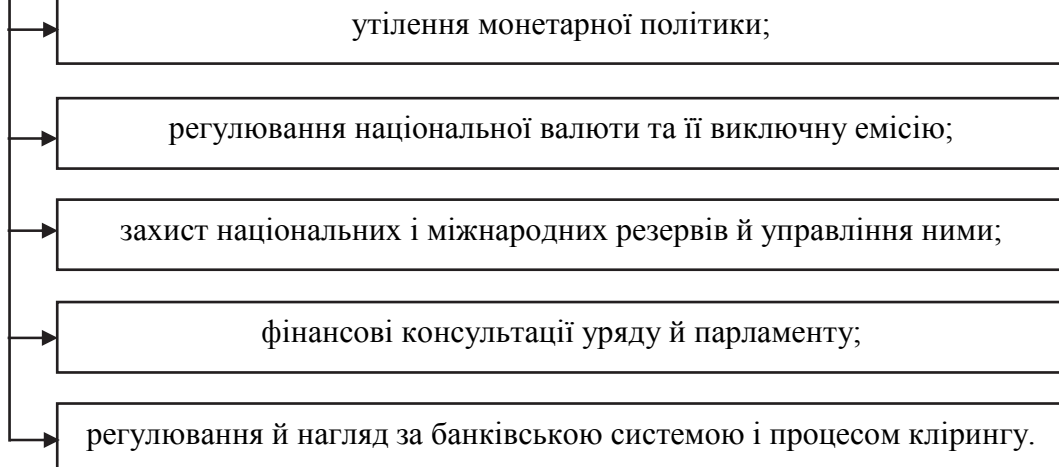 утілення монетарної політики;
регулювання національної валюти та її виключну емісію;
захист національних і міжнародних резервів й управління ними;
фінансові консультації уряду й парламенту;
регулювання й нагляд за банківською системою і процесом клірингу.